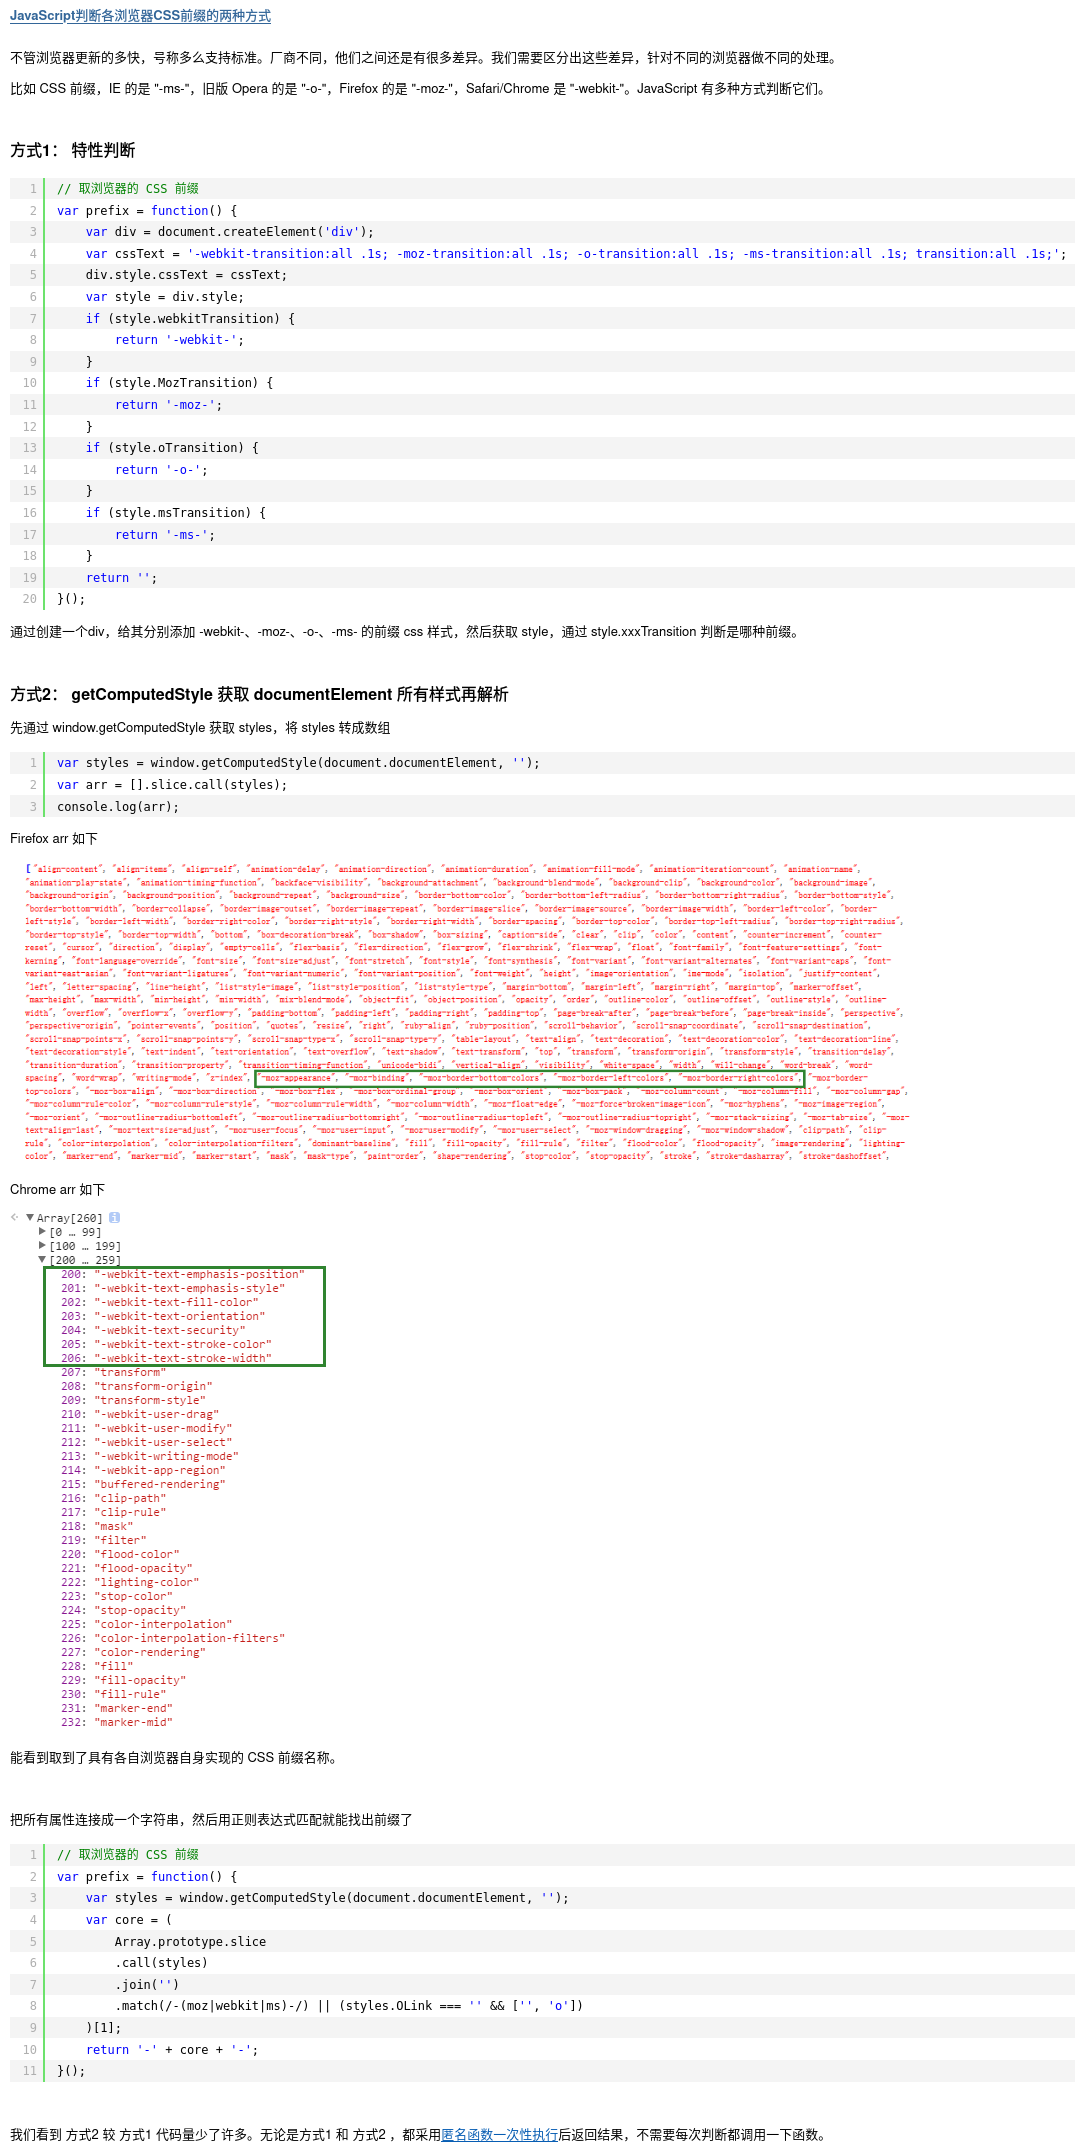 JavaScript判断各浏览器CSS前缀的两种方式
不管浏览器更新的多快，号称多么支持标准。厂商不同，他们之间还是有很多差异。我们需要区分出这些差异，针对不同的浏览器做不同的处理。
比如 CSS 前缀，IE 的是 "-ms-"，旧版 Opera 的是 "-o-"，Firefox 的是 "-moz-"，Safari/Chrome 是 "-webkit-"。JavaScript 有多种方式判断它们。
方式1： 特性判断
1 // 取浏览器的 CSS 前缀
2 var prefix = function() {
3 var div = document.createElement('div');
4 var cssText = '-webkit-transition:all .1s; -moz-transition:all .1s; -o-transition:all .1s; -ms-transition:all .1s; transition:all .1s;';
5 div.style.cssText = cssText;
6 var style = div.style;
7 if (style.webkitTransition) {
8 return '-webkit-';
9 }
10 if (style.MozTransition) {
11 return '-moz-';
12 }
13 if (style.oTransition) {
14 return '-o-';
15 }
16 if (style.msTransition) {
17 return '-ms-';
18 }
19 return '';
20 }();
通过创建一个div，给其分别添加 -webkit-、-moz-、-o-、-ms- 的前缀 css 样式，然后获取 style，通过 style.xxxTransition 判断是哪种前缀。
方式2： getComputedStyle 获取 documentElement 所有样式再解析
先通过 window.getComputedStyle 获取 styles，将 styles 转成数组
1 var styles = window.getComputedStyle(document.documentElement, '');
2 var arr = [].slice.call(styles);
3 console.log(arr);
Firefox arr 如下
["align-content", "align-items", "align-self", "animation-delay", "animation-direction", "animation-duration", "animation-fill-mode", "animation-iteration-count", "animation-name",
"animation-play-state", "animation-timing-function", "backface-visibility", "background-attachment", "background-blend-mode", "background-clip", "background-color", "background-image",
"background-origin", "background-position", "background-repeat", "background-size", "border-bottom-color", "border-bottom-left-radius", "border-bottom-right-radius", "border-bottom-style",
"border-bottom-width", "border-collapse", "border-image-outset", "border-image-repeat", "border-image-slice", "border-image-source", "border-image-width", "border-left-color", "border-
left-style", "border-left-width", "border-right-color", "border-right-style", "border-right-width", "border-spacing", "border-top-color", "border-top-left-radius", "border-top-right-radius",
"border-top-style", "border-top-width", "bottom", "box-decoration-break", "box-shadow", "box-sizing", "caption-side", "clear", "clip", "color", "content", "counter-increment", "counter-
reset", "cursor", "direction", "display", "empty-cells", "flex-basis", "flex-direction", "flex-grow", "flex-shrink", "flex-wrap", "float", "font-family", "font-feature-settings", "font-
kerning", "font-language-override", "font-size", "font-size-adjust", "font-stretch", "font-style", "font-synthesis", "font-variant", "font-variant-alternates", "font-variant-caps", "font-
variant-east-asian", "font-variant-ligatures", "font-variant-numeric", "font-variant-position", "font-weight", "height", "image-orientation", "ime-mode", "isolation", "justify-content",
"left", "letter-spacing", "line-height", "list-style-image", "list-style-position", "list-style-type", "margin-bottom", "margin-left", "margin-right", "margin-top", "marker-offset",
"max-height", "max-width", "min-height", "min-width", "mix-blend-mode", "object-fit", "object-position", "opacity", "order", "outline-color", "outline-offset", "outline-style", "outline-
width", "overflow", "overflow-x", "overflow-y", "padding-bottom", "padding-left", "padding-right", "padding-top", "page-break-after", "page-break-before", "page-break-inside", "perspective",
"perspective-origin", "pointer-events", "position", "quotes", "resize", "right", "ruby-align", "ruby-position", "scroll-behavior", "scroll-snap-coordinate", "scroll-snap-destination",
"scroll-snap-points-x", "scroll-snap-points-y", "scroll-snap-type-x", "scroll-snap-type-y", "table-layout", "text-align", "text-decoration", "text-decoration-color", "text-decoration-line",
"text-decoration-style", "text-indent", "text-orientation", "text-overflow", "text-shadow", "text-transform", "top", "transform", "transform-origin", "transform-style", "transition-delay",
"transition-duration", "transition-property", "transition-timing-function", "unicode-bidi", "vertical-align", "visibility", "white-space", "width", "will-change", "word-break", "word-
spacing", "word-wrap", "writing-mode", "z-index", "-moz-appearance", "-moz-binding", "-moz-border-bottom-colors", "-moz-border-left-colors", "-moz-border-right-colors", "-moz-border-
top-colors", "-moz-box-align", "-moz-box-direction", "-moz-box-flex", "-moz-box-ordinal-group", "-moz-box-orient", "-moz-box-pack", "-moz-column-count", "-moz-column-fill", "-moz-column-gap",
"-moz-column-rule-color", "-moz-column-rule-style", "-moz-column-rule-width", "-moz-column-width", "-moz-float-edge", "-moz-force-broken-image-icon", "-moz-hyphens", "-moz-image-region",
"-moz-orient", "-moz-outline-radius-bottomleft", "-moz-outline-radius-bottomright", "-moz-outline-radius-topleft", "-moz-outline-radius-topright", "-moz-stack-sizing", "-moz-tab-size", "-moz-
text-align-last", "-moz-text-size-adjust", "-moz-user-focus", "-moz-user-input", "-moz-user-modify", "-moz-user-select", "-moz-window-dragging", "-moz-window-shadow", "clip-path", "clip-
rule", "color-interpolation", "color-interpolation-filters", "dominant-baseline", "fill", "fill-opacity", "fill-rule", "filter", "flood-color", "flood-opacity", "image-rendering", "lighting-
color", "marker-end", "marker-mid", "marker-start", "mask", "mask-type", "paint-order", "shape-rendering", "stop-color", "stop-opacity", "stroke", "stroke-dasharray", "stroke-dashoffset",
Chrome arr 如下
Array[260] i
[0 … 99]
[100 … 199]
[200 … 259]
200: "-webkit-text-emphasis-position"
201: "-webkit-text-emphasis-style"
202: "-webkit-text-fill-color"
203: "-webkit-text-orientation"
204: "-webkit-text-security"
205: "-webkit-text-stroke-color"
206: "-webkit-text-stroke-width"
207: "transform"
208: "transform-origin"
209: "transform-style"
210: "-webkit-user-drag"
211: "-webkit-user-modify"
212: "-webkit-user-select"
213: "-webkit-writing-mode"
214: "-webkit-app-region"
215: "buffered-rendering"
216: "clip-path"
217: "clip-rule"
218: "mask"
219: "filter"
220: "flood-color"
221: "flood-opacity"
222: "lighting-color"
223: "stop-color"
224: "stop-opacity"
225: "color-interpolation"
226: "color-interpolation-filters"
227: "color-rendering"
228: "fill"
229: "fill-opacity"
230: "fill-rule"
231: "marker-end"
232: "marker-mid"
能看到取到了具有各自浏览器自身实现的 CSS 前缀名称。
把所有属性连接成一个字符串，然后用正则表达式匹配就能找出前缀了
1 // 取浏览器的 CSS 前缀
2 var prefix = function() {
3 var styles = window.getComputedStyle(document.documentElement, '');
4 var core = (
5 Array.prototype.slice
6 .call(styles)
7 .join('')
8 .match(/-(moz|webkit|ms)-/) || (styles.OLink === '' && ['', 'o'])
9 )[1];
10 return '-' + core + '-';
11 }();
我们看到 方式2 较 方式1 代码量少了许多。无论是方式1 和 方式2 ，都采用匿名函数一次性执行后返回结果，不需要每次判断都调用一下函数。